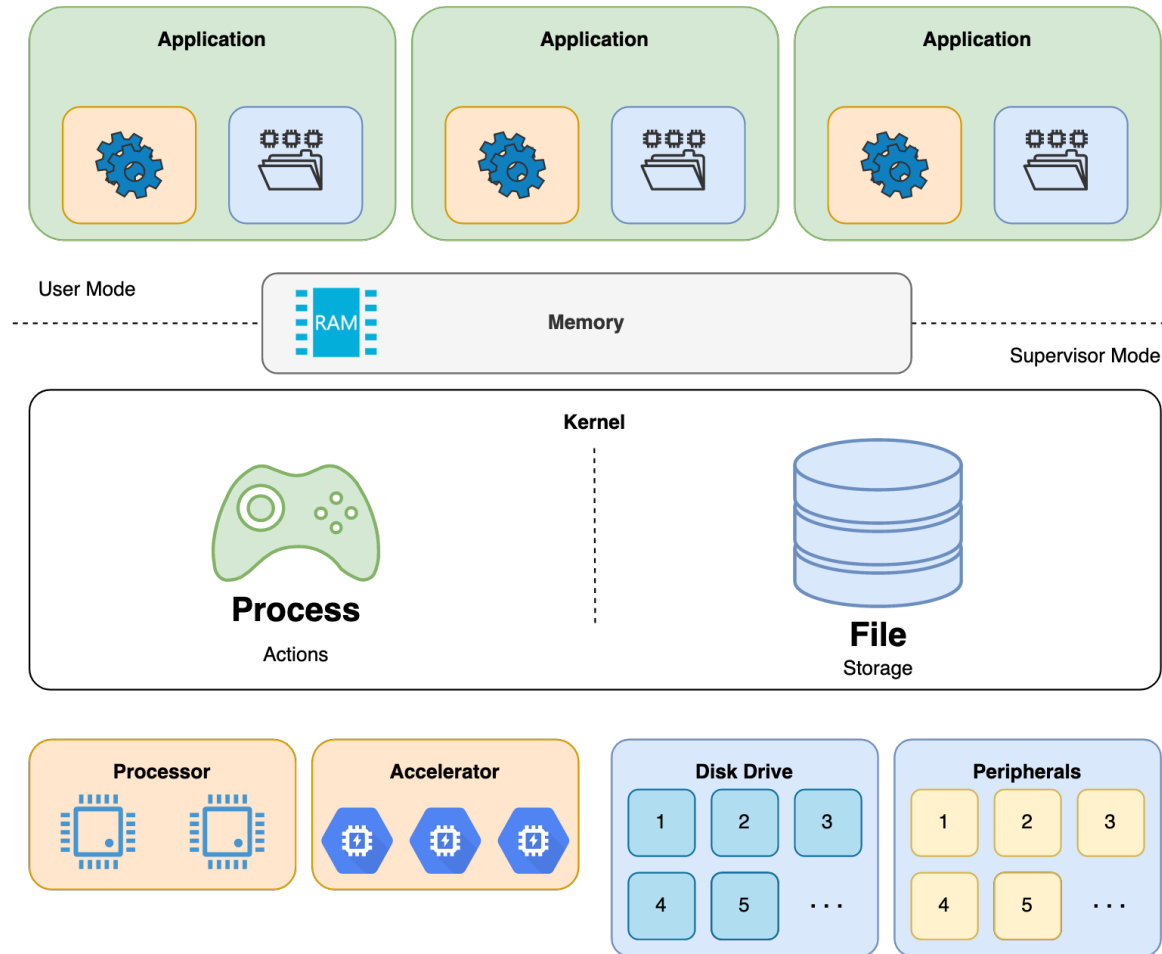 Application
Application
Application
User Mode
RAM
Memory
Supervisor Mode
Kernel
Process
Actions
File
Storage
Processor
Accelerator
Disk Drive
1 2 3
4 5 ...
Peripherals
1 2 3
4 5 ...